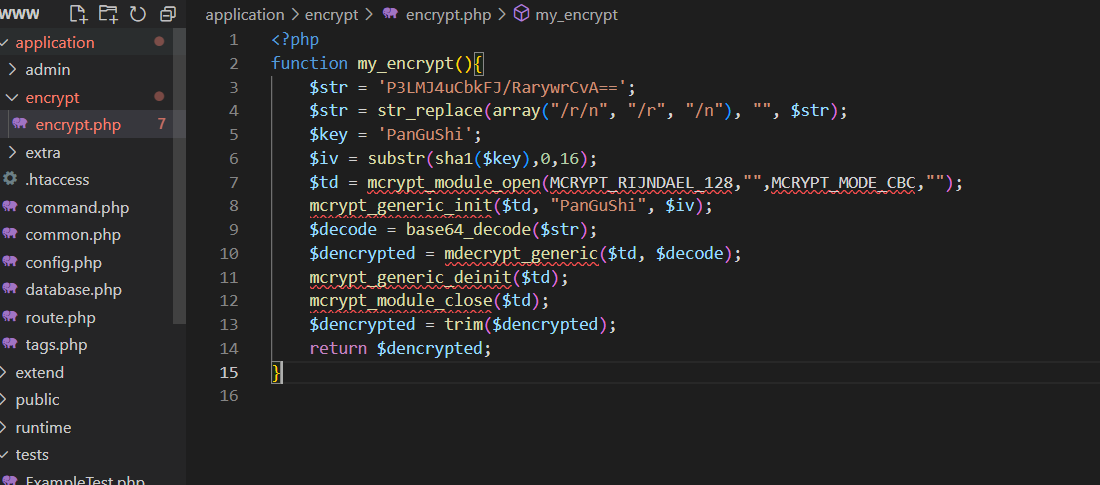 WWW
application
admin
encrypt
encrypt.php 7
extra
.htaccess
command.php
common.php
config.php
database.php
route.php
tags.php
extend
public
runtime
tests
ExampleTest.php
application > encrypt > encrypt.php > my_encrypt
1 <?php
2 function my_encrypt(){
3 $str = 'P3LMJ4uCbkFJ/RarywrCvA==';
4 $str = str_replace(array("/r/n", "/r", "/n"), "", $str);
5 $key = 'PanGuShi';
6 $iv = substr(sha1($key),0,16);
7 $td = mcrypt_module_open(MCRYPT_RIJNDAEL_128,"",MCRYPT_MODE_CBC,"");
8 mcrypt_generic_init($td, "PanGuShi", $iv);
9 $decode = base64_decode($str);
10 $dencrypted = mdecrypt_generic($td, $decode);
11 mcrypt_generic_deinit($td);
12 mcrypt_module_close($td);
13 $dencrypted = trim($dencrypted);
14 return $dencrypted;
15 }
16